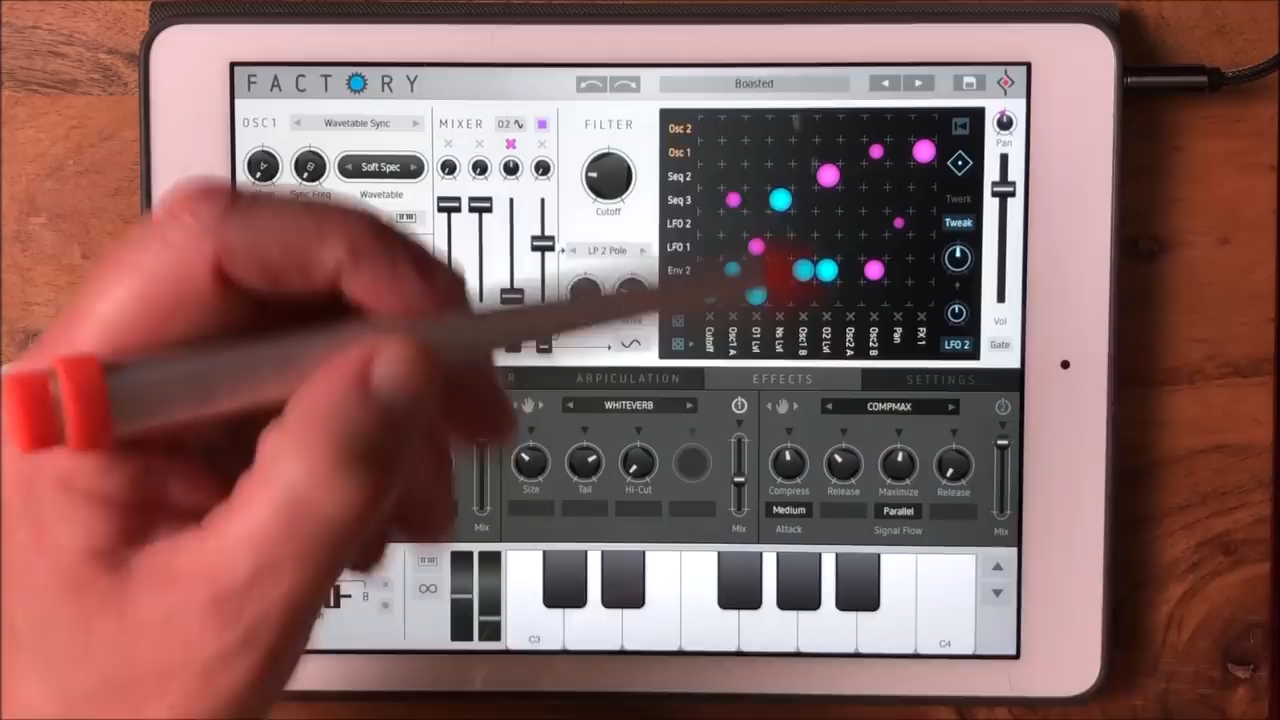 FACTORY
Boasted
OSC1
Wavetable Sync
Soft Spec
Wavetable
MIXER
O2
FILTER
Cutoff
LP 2 Pole
Osc 2
Osc 1
Seq 2
Seq 3
LFO 2
LFO 1
Env 2
Cutoff
Osc1 A
O1 Lvl
Ns Lvl
Osc1 B
O2 Lvl
Osc2 A
Osc2 B
Pan
FX 1
Twerk
Tweak
LFO 2
Pan
Vol
Gate
R
ARPICULATION
EFFECTS
SETTINGS
WHITEVERB
COMPMAX
Size
Tail
Hi-Cut
Mix
Mix
Compress
Release
Maximize
Release
Medium
Parallel
Attack
Signal Flow
Mix
B
C3
C4